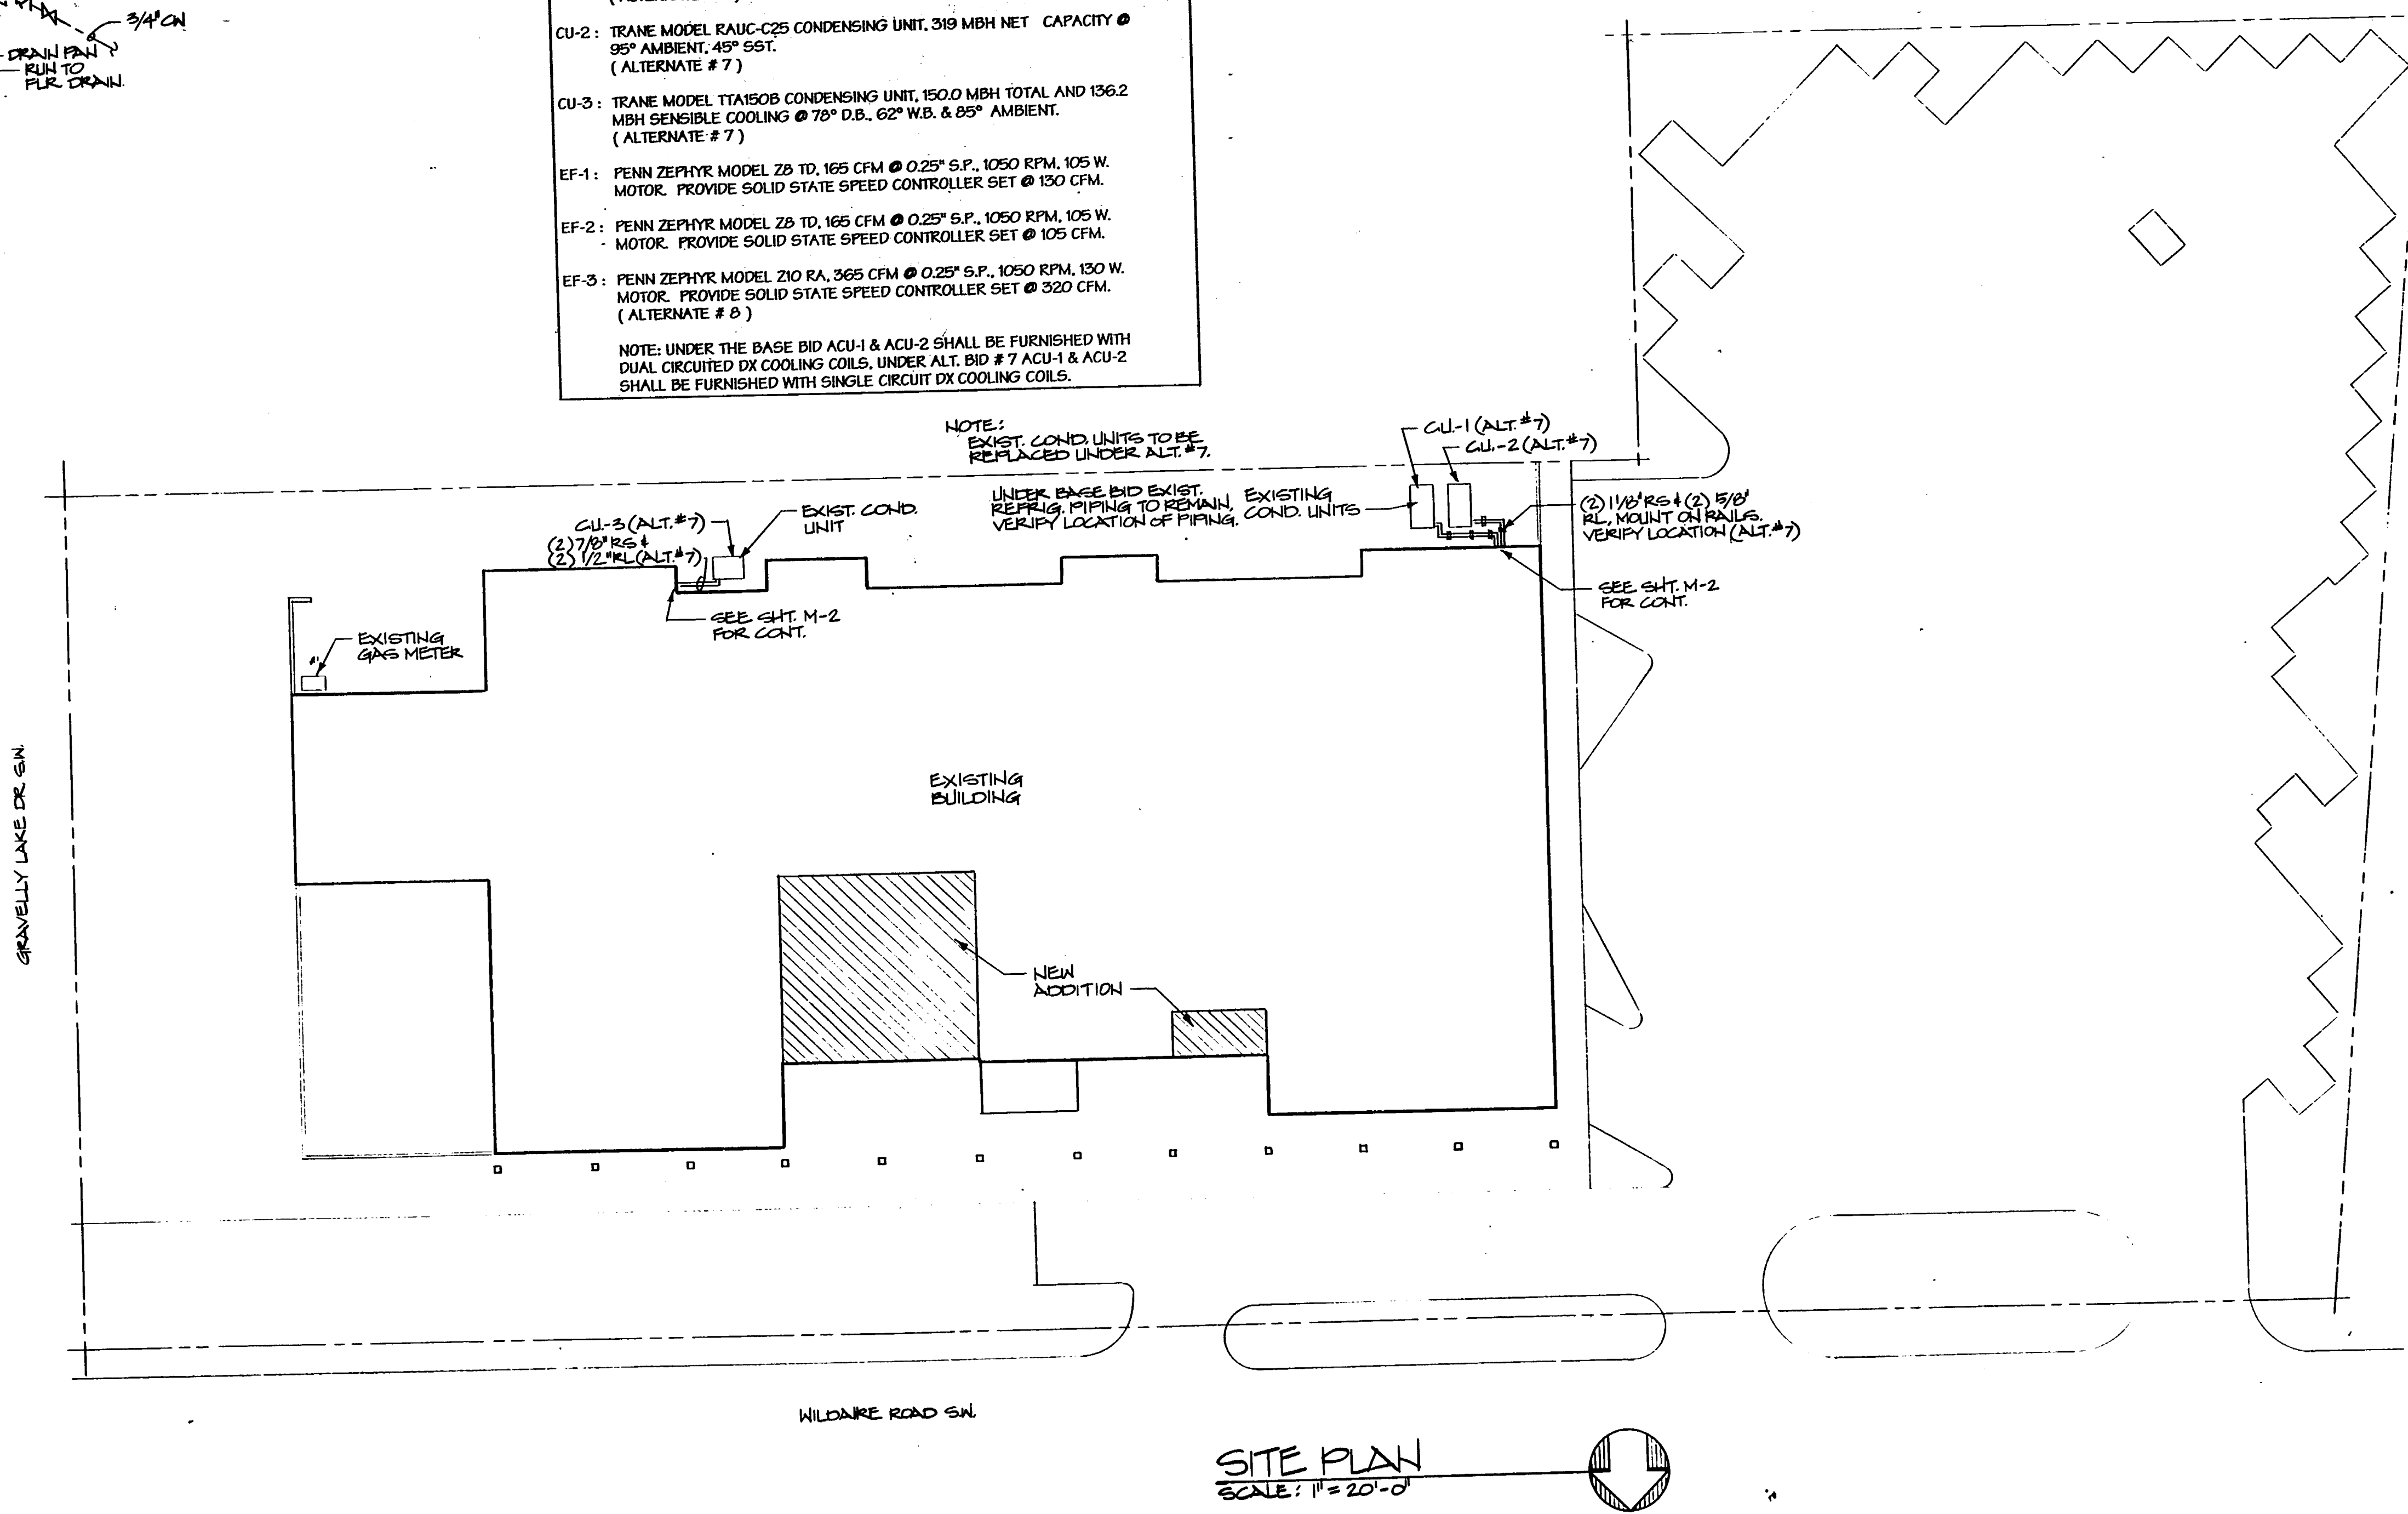 3/4" CW
DRAIN PAN
RUN TO
FLR. DRAIN.
CU-2 : TRANE MODEL RAUC-C25 CONDENSING UNIT, 319 MBH NET CAPACITY @
95° AMBIENT, 45° SST.
( ALTERNATE # 7 )
CU-3 : TRANE MODEL TTA150B CONDENSING UNIT, 150.0 MBH TOTAL AND 136.2
MBH SENSIBLE COOLING @ 78° D.B., 62° W.B. & 85° AMBIENT.
( ALTERNATE # 7 )
EF-1 : PENN ZEPHYR MODEL Z8 TD, 165 CFM @ 0.25" S.P., 1050 RPM, 105 W.
MOTOR. PROVIDE SOLID STATE SPEED CONTROLLER SET @ 130 CFM.
EF-2 : PENN ZEPHYR MODEL Z8 TD, 165 CFM @ 0.25" S.P., 1050 RPM, 105 W.
MOTOR. PROVIDE SOLID STATE SPEED CONTROLLER SET @ 105 CFM.
EF-3 : PENN ZEPHYR MODEL Z10 RA, 365 CFM @ 0.25" S.P., 1050 RPM, 130 W.
MOTOR. PROVIDE SOLID STATE SPEED CONTROLLER SET @ 320 CFM.
( ALTERNATE # 8 )
NOTE: UNDER THE BASE BID ACU-1 & ACU-2 SHALL BE FURNISHED WITH
DUAL CIRCUITED DX COOLING COILS, UNDER ALT. BID # 7 ACU-1 & ACU-2
SHALL BE FURNISHED WITH SINGLE CIRCUIT DX COOLING COILS.
NOTE:
EXIST. COND. UNITS TO BE
REPLACED UNDER ALT. #7.
C.U.-1 (ALT. #7)
C.U.-2 (ALT. #7)
UNDER BASE BID EXIST.
REFRIG. PIPING TO REMAIN,
VERIFY LOCATION OF PIPING.
EXISTING
COND. UNITS
(2) 1 1/8" RS & (2) 5/8"
RL, MOUNT ON RAILS.
VERIFY LOCATION (ALT. #7)
C.U.-3 (ALT. #7)
(2) 7/8" RS &
(2) 1/2" RL (ALT. #7)
EXIST. COND.
UNIT
SEE SHT. M-2
FOR CONT.
SEE SHT. M-2
FOR CONT.
EXISTING
GAS METER
EXISTING
BUILDING
GRAVELLY LAKE DR. S.W.
NEW
ADDITION
WILDAIRE ROAD S.W.
SITE PLAN
SCALE: 1" = 20'-0"